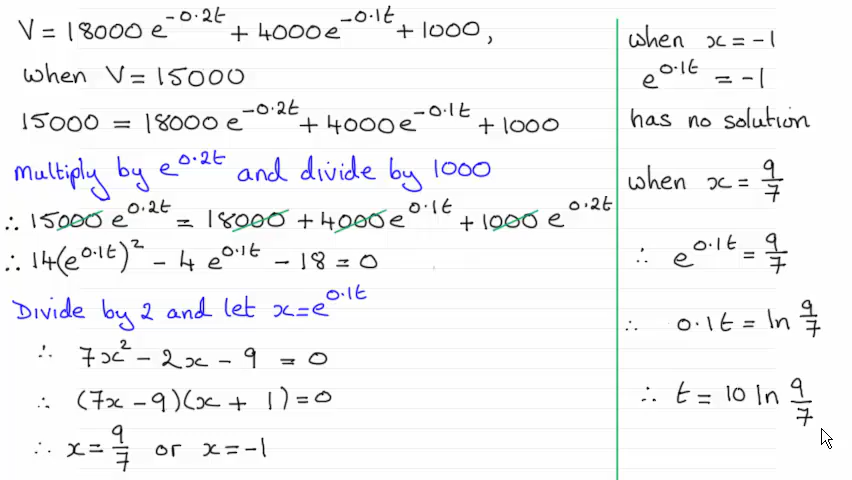 V = 18000 e^{-0.2t} + 4000 e^{-0.1t} + 1000,
when V = 15000
15000 = 18000 e^{-0.2t} + 4000 e^{-0.1t} + 1000
multiply by e^{0.2t} and divide by 1000
∴ 15000 e^{0.2t} = 18000 + 4000 e^{0.1t} + 1000 e^{0.2t}
∴ 14(e^{0.1t})^2 - 4 e^{0.1t} - 18 = 0
Divide by 2 and let x = e^{0.1t}
∴ 7x^2 - 2x - 9 = 0
∴ (7x - 9)(x + 1) = 0
∴ x = 9/7 or x = -1
when x = -1
e^{0.1t} = -1
has no solution
when x = 9/7
∴ e^{0.1t} = 9/7
∴ 0.1t = ln 9/7
∴ t = 10 ln 9/7